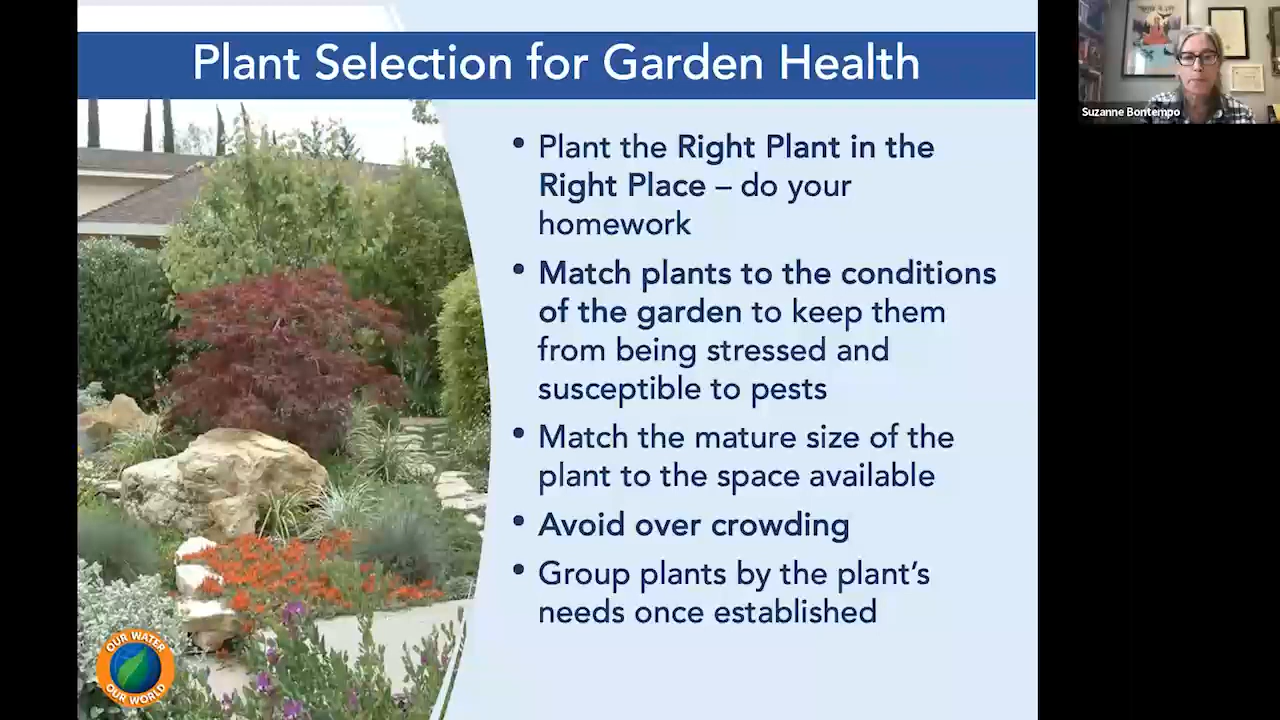 Plant Selection for Garden Health
Suzanne Bontempo
• Plant the Right Plant in the
Right Place – do your
homework
• Match plants to the conditions
of the garden to keep them
from being stressed and
susceptible to pests
• Match the mature size of the
plant to the space available
• Avoid over crowding
• Group plants by the plant's
needs once established
OUR WATER
OUR WORLD